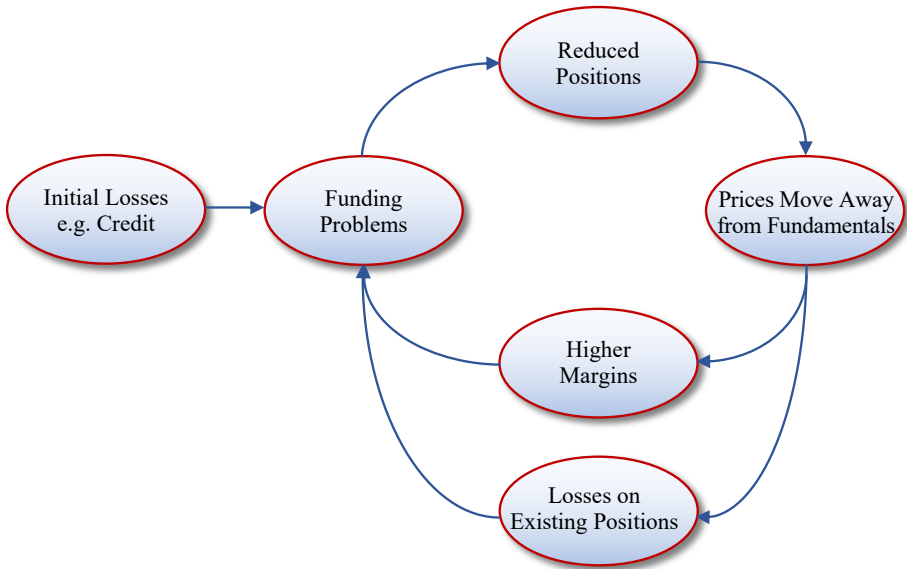 Reduced
Positions
Initial Losses
e.g. Credit
Funding
Problems
Prices Move Away
from Fundamentals
Higher
Margins
Losses on
Existing Positions